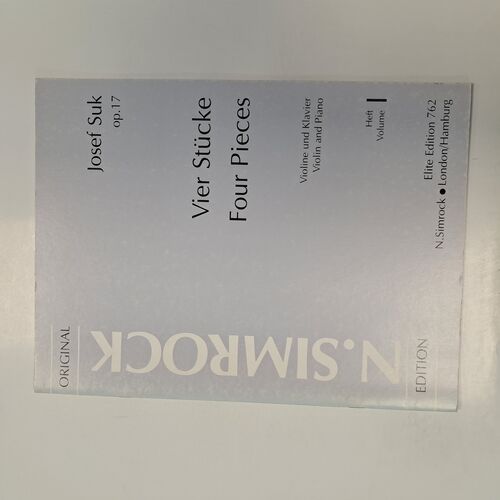 Josef Suk
op.17
Vier Stücke
Four Pieces
Violine und Klavier
Violin and Piano
Heft
Volume I
Elite Edition 762
N.Simrock ● London/Hamburg
ORIGINAL
N.SIMROCK
EDITION